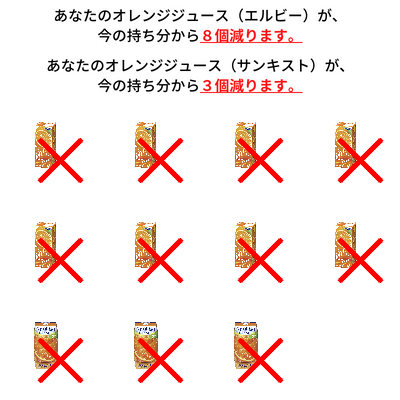 あなたのオレンジジュース（エルビー）が、
今の持ち分から８個減ります。
あなたのオレンジジュース（サンキスト）が、
今の持ち分から３個減ります。